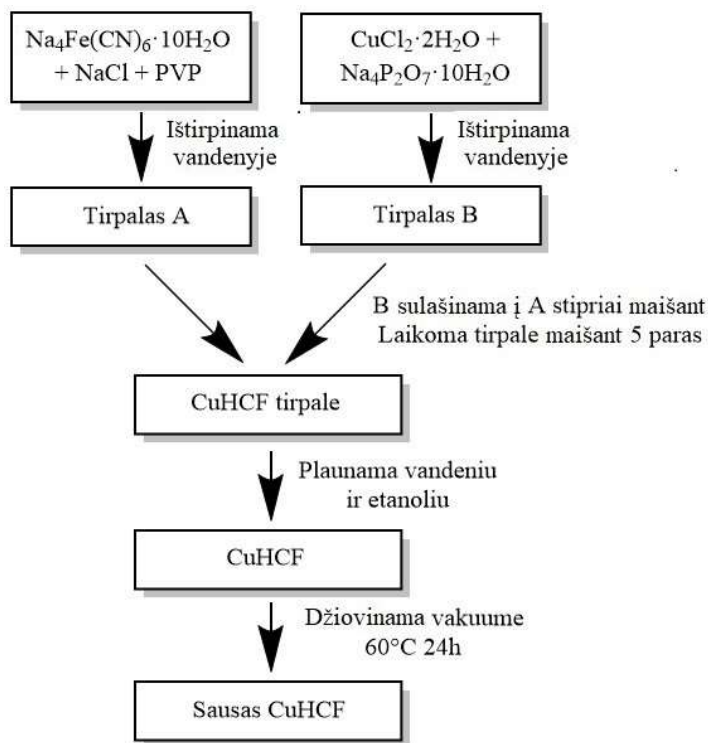 Na₄Fe(CN)₆·10H₂O
+ NaCl + PVP
CuCl₂·2H₂O +
Na₄P₂O₇·10H₂O
Ištirpinama
vandenyje
Ištirpinama
vandenyje
Tirpalas A
Tirpalas B
B sulašinama į A stipriai maišant
Laikoma tirpale maišant 5 paras
CuHCF tirpale
Plaunama vandeniu
ir etanoliu
CuHCF
Džiovinama vakuume
60°C 24h
Sausas CuHCF